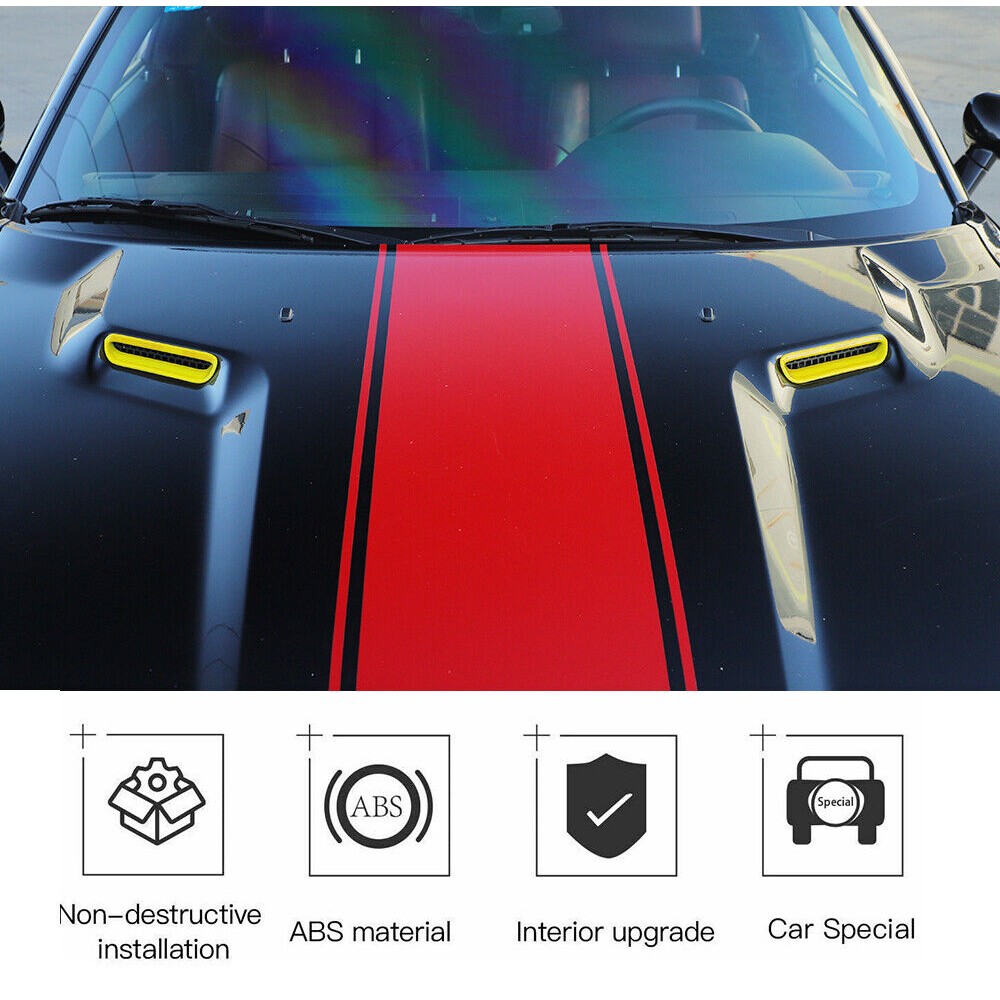 ABS
Special
Non-destructive
installation
ABS material
Interior upgrade
Car Special